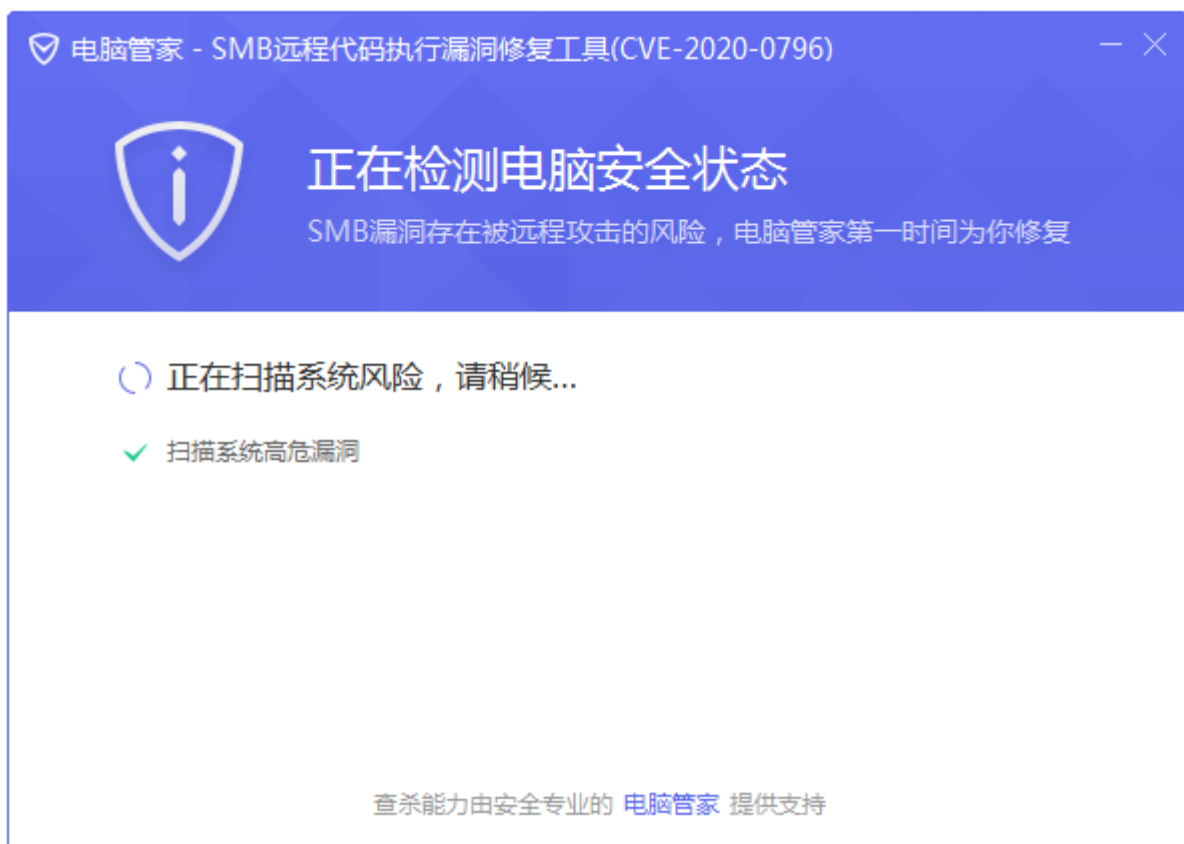 电脑管家 - SMB远程代码执行漏洞修复工具(CVE-2020-0796)
正在检测电脑安全状态
SMB漏洞存在被远程攻击的风险，电脑管家第一时间为你修复
正在扫描系统风险，请稍候...
扫描系统高危漏洞
查杀能力由安全专业的 电脑管家 提供支持